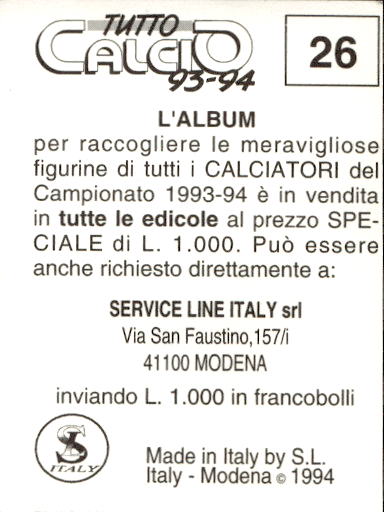 TUTTO
CALCIO
93-94
26
L'ALBUM
per raccogliere le meravigliose
figurine di tutti i CALCIATORI del
Campionato 1993-94 è in vendita
in tutte le edicole al prezzo SPE-
CIALE di L. 1.000. Può essere
anche richiesto direttamente a:
SERVICE LINE ITALY srl
Via San Faustino,157/i
41100 MODENA
inviando L. 1.000 in francobolli
SL
ITALY
Made in Italy by S.L.
Italy - Modena © 1994